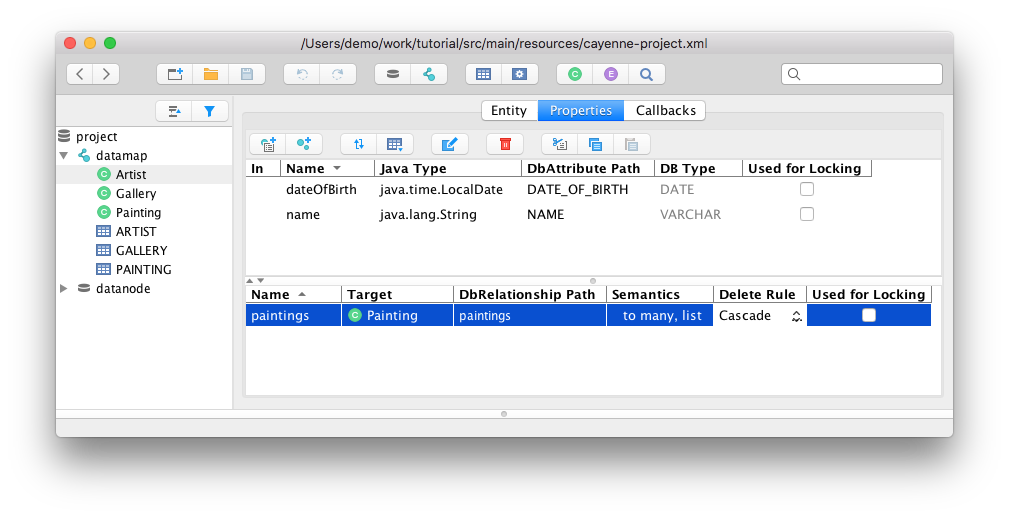 /Users/demo/work/tutorial/src/main/resources/cayenne-project.xml
C E
Entity Properties Callbacks
project
datamap
C Artist
C Gallery
C Painting
ARTIST
GALLERY
PAINTING
datanode
In Name Java Type DbAttribute Path DB Type Used for Locking
dateOfBirth java.time.LocalDate DATE_OF_BIRTH DATE
name java.lang.String NAME VARCHAR
Name Target DbRelationship Path Semantics Delete Rule Used for Locking
paintings C Painting paintings to many, list Cascade